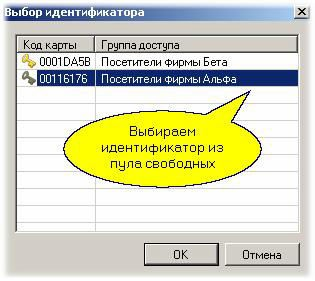 Выбор идентификатора
Код карты Группа доступа
0001DA5B Посетители фирмы Бета
00116176 Посетители фирмы Альфа
Выбираем
идентификатор из
пула свободных
OK Отмена